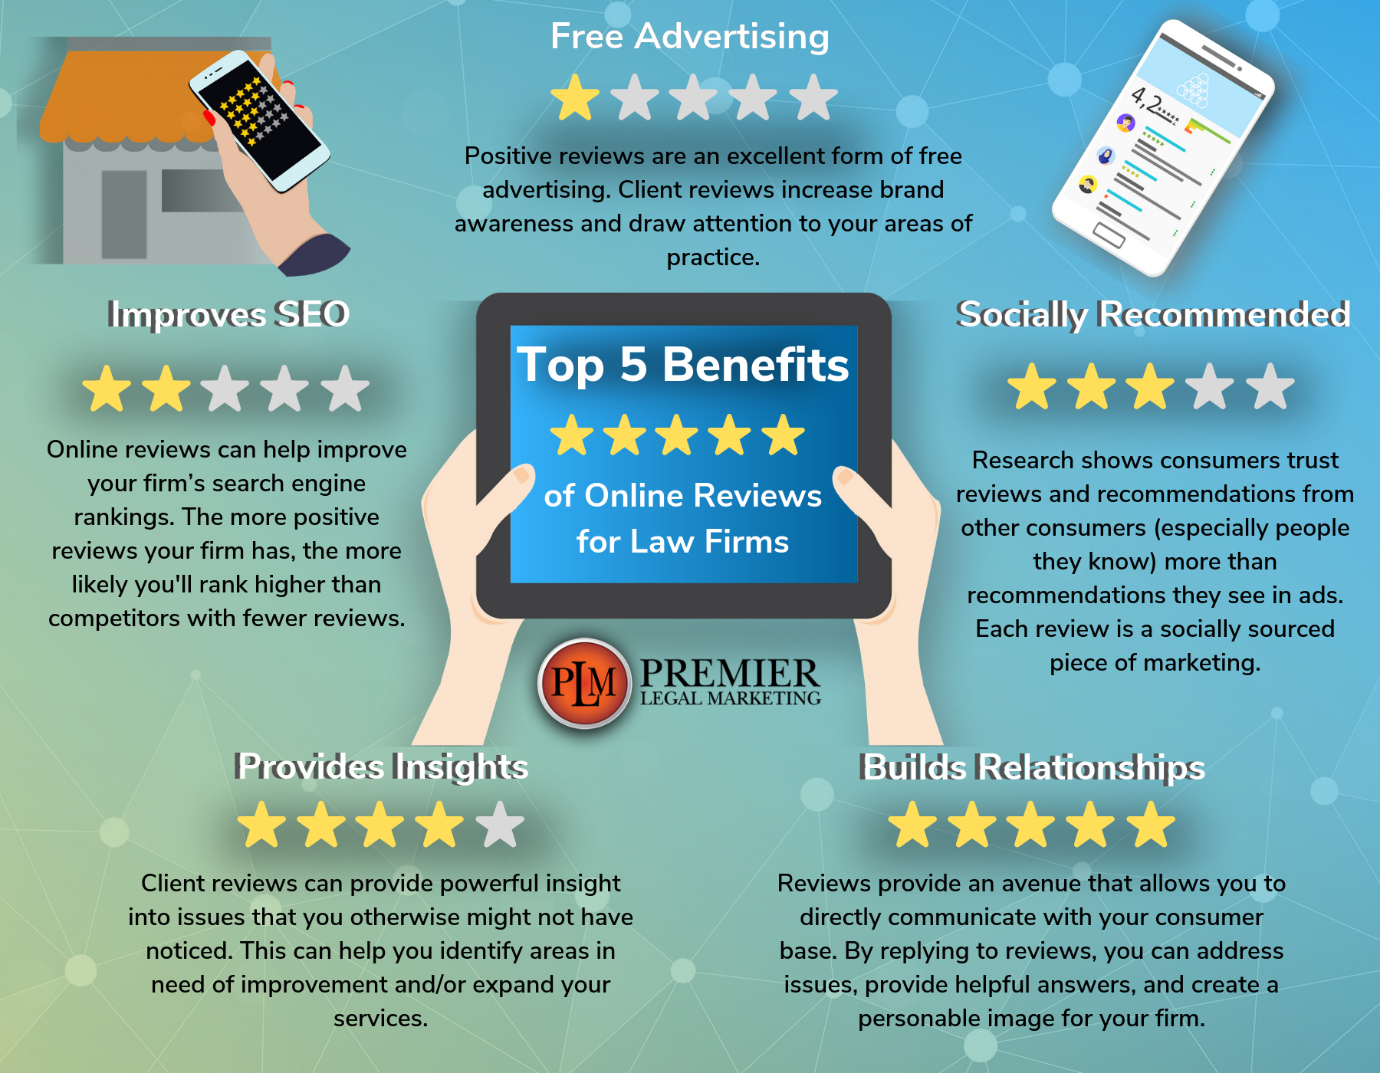 Free Advertising
Positive reviews are an excellent form of free
advertising. Client reviews increase brand
awareness and draw attention to your areas of
practice.
4,2
Improves SEO
Online reviews can help improve
your firm’s search engine
rankings. The more positive
reviews your firm has, the more
likely you'll rank higher than
competitors with fewer reviews.
Top 5 Benefits
of Online Reviews
for Law Firms
Socially Recommended
Research shows consumers trust
reviews and recommendations from
other consumers (especially people
they know) more than
recommendations they see in ads.
Each review is a socially sourced
piece of marketing.
PLM
PREMIER
LEGAL MARKETING
Provides Insights
Client reviews can provide powerful insight
into issues that you otherwise might not have
noticed. This can help you identify areas in
need of improvement and/or expand your
services.
Builds Relationships
Reviews provide an avenue that allows you to
directly communicate with your consumer
base. By replying to reviews, you can address
issues, provide helpful answers, and create a
personable image for your firm.